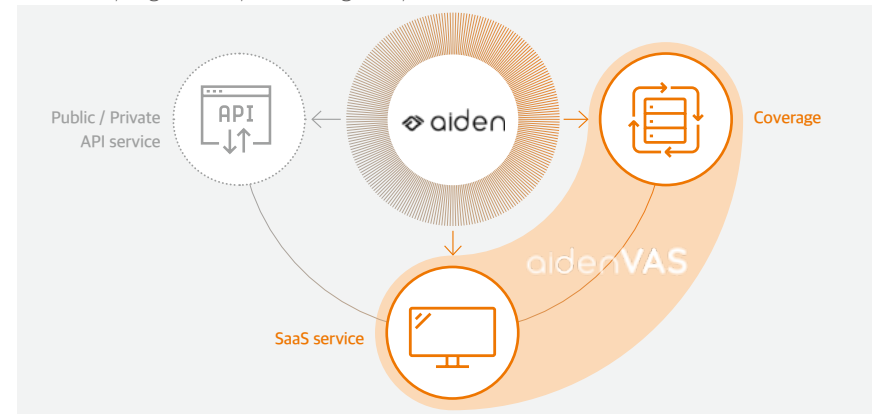 API
Public / Private
API service
aiden
Coverage
aidenVAS
SaaS service